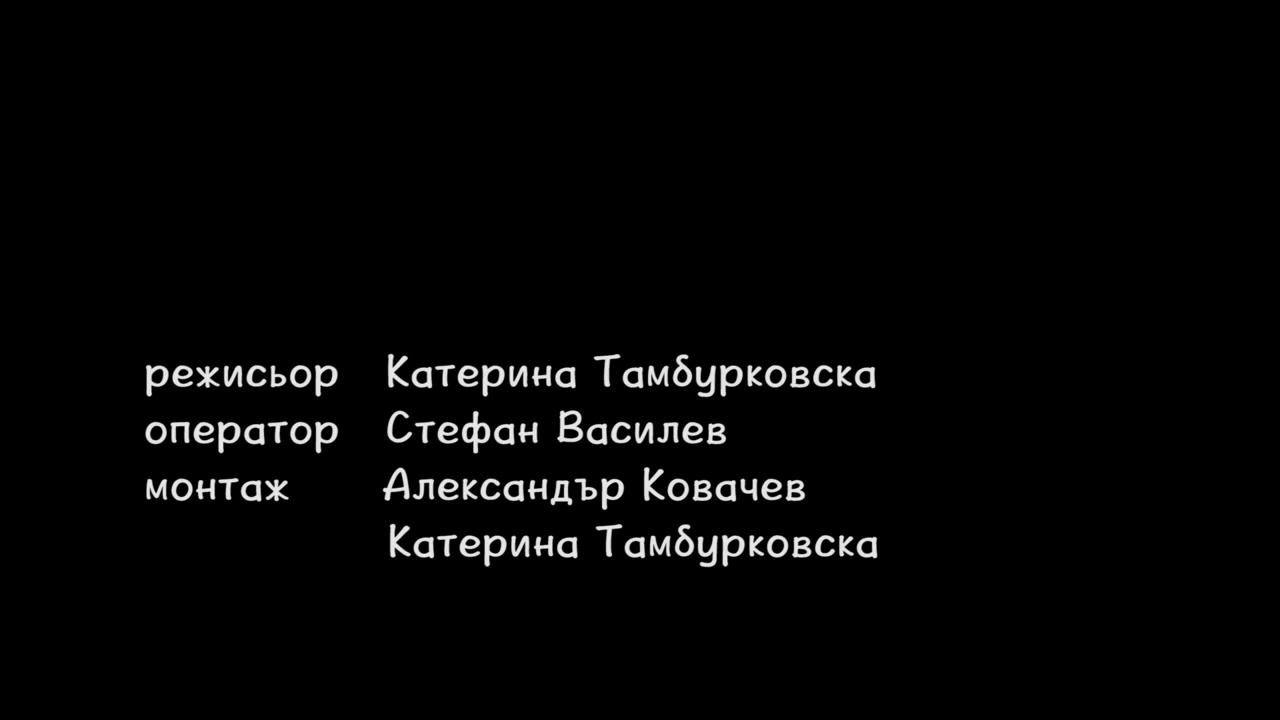 режисьор Катерина Тамбурковска
оператор Стефан Василев
монтаж Александър Ковачев
Катерина Тамбурковска